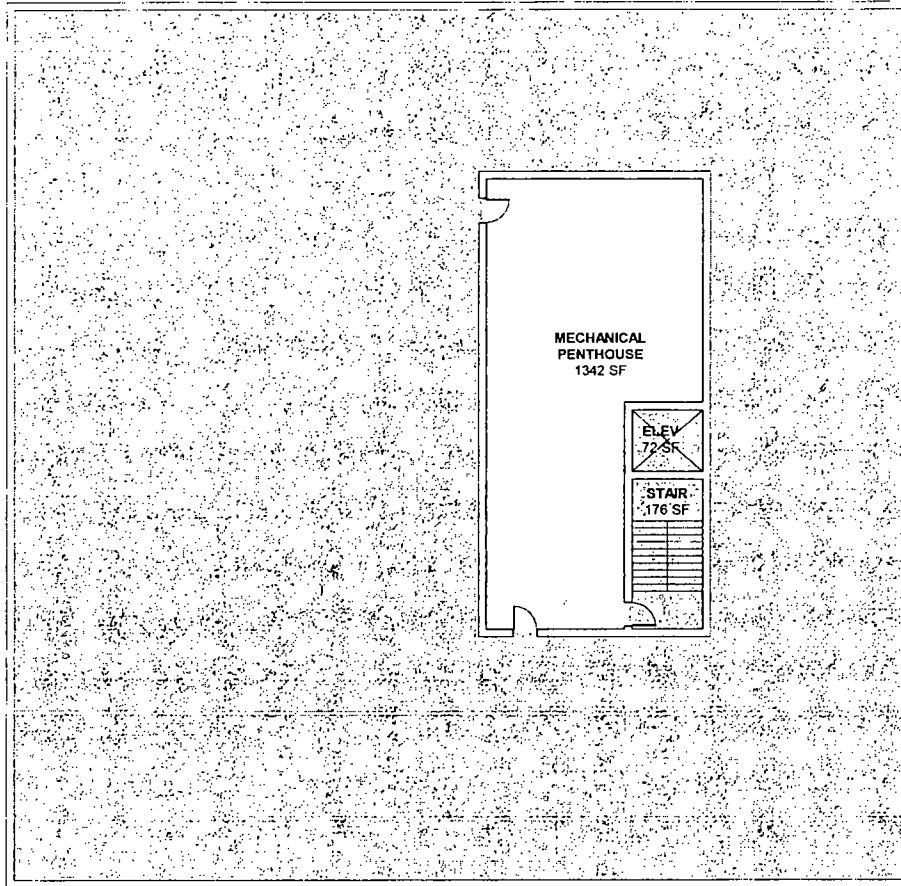 MECHANICAL
PENTHOUSE
1342 SF
ELEV
72 SF
STAIR
176 SF